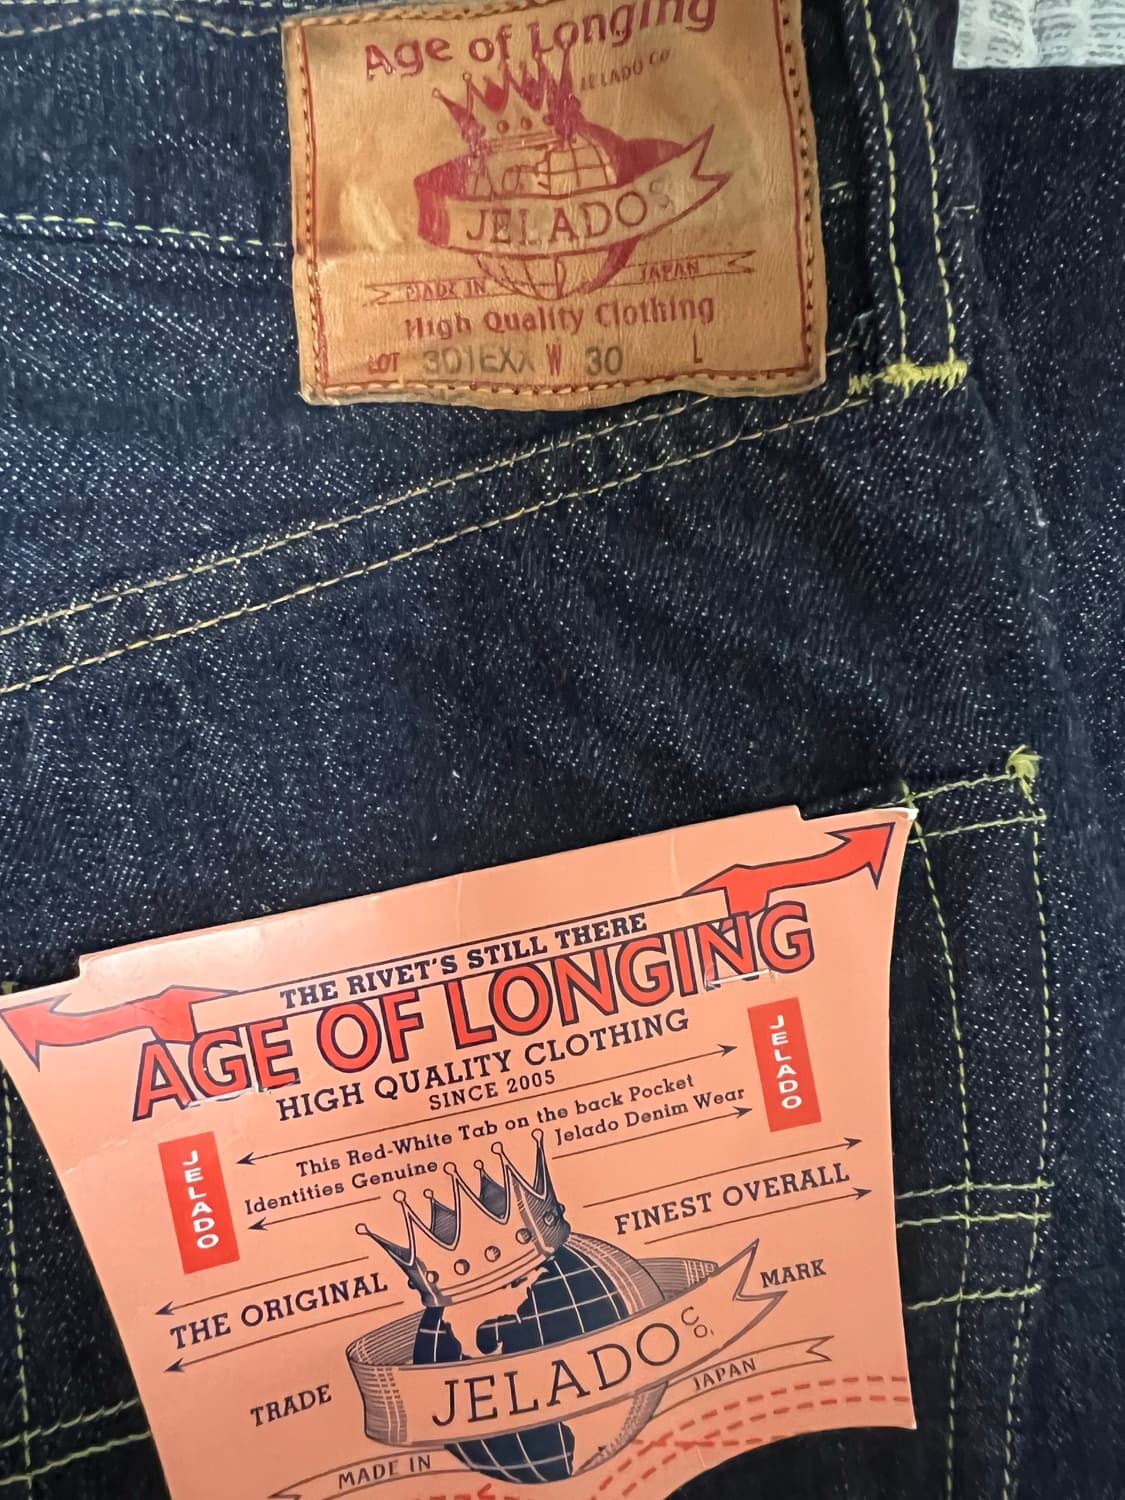 Age of Longing
JELADO CO
JELADO
MADE IN JAPAN
High Quality Clothing
LOT 301EXX W 30 L
THE RIVET'S STILL THERE
AGE OF LONGING
HIGH QUALITY CLOTHING
SINCE 2005
This Red-White Tab on the back Pocket
Identities Genuine Jelado Denim Wear
JELADO
JELADO
THE ORIGINAL
FINEST OVERALL
TRADE
MARK
JELADO CO.
MADE IN
JAPAN